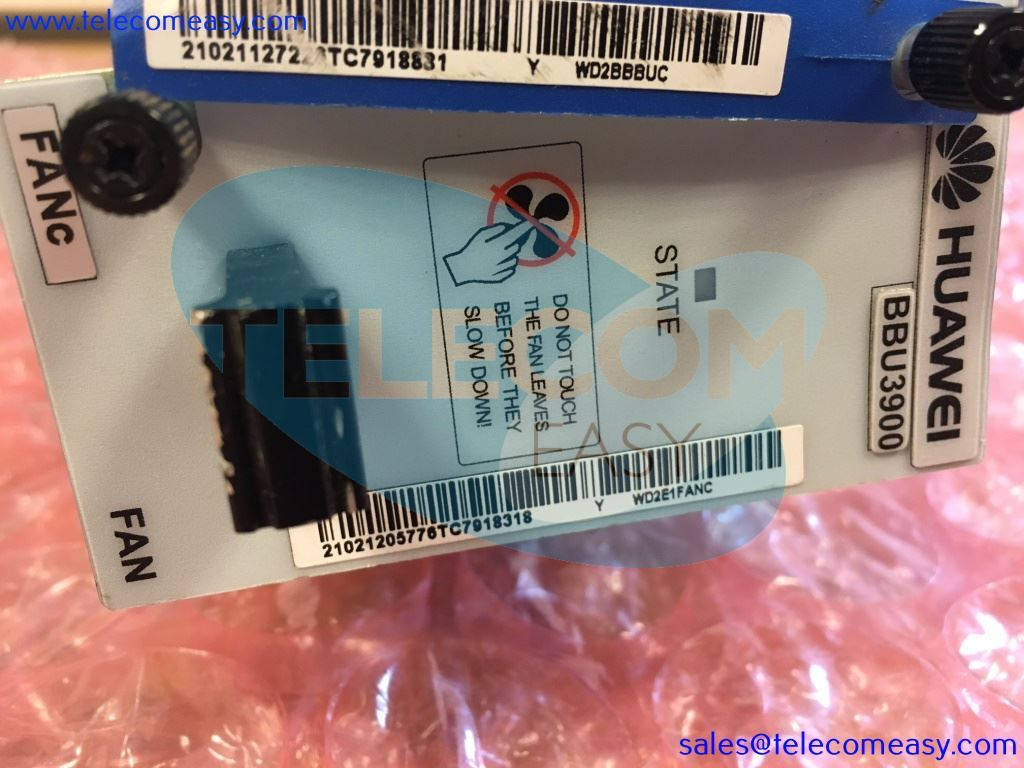 www.telecomeasy.com
TC7918831 Y WD2BBBUC
FANc
HUAWEI
BBU3900
STATE
DO NOT TOUCH
THE FAN LEAVES
BEFORE THEY
SLOW DOWN!
TELECOM
EASY
21021205776TC7918318 Y WD2E1FANC
FAN
sales@telecomeasy.com